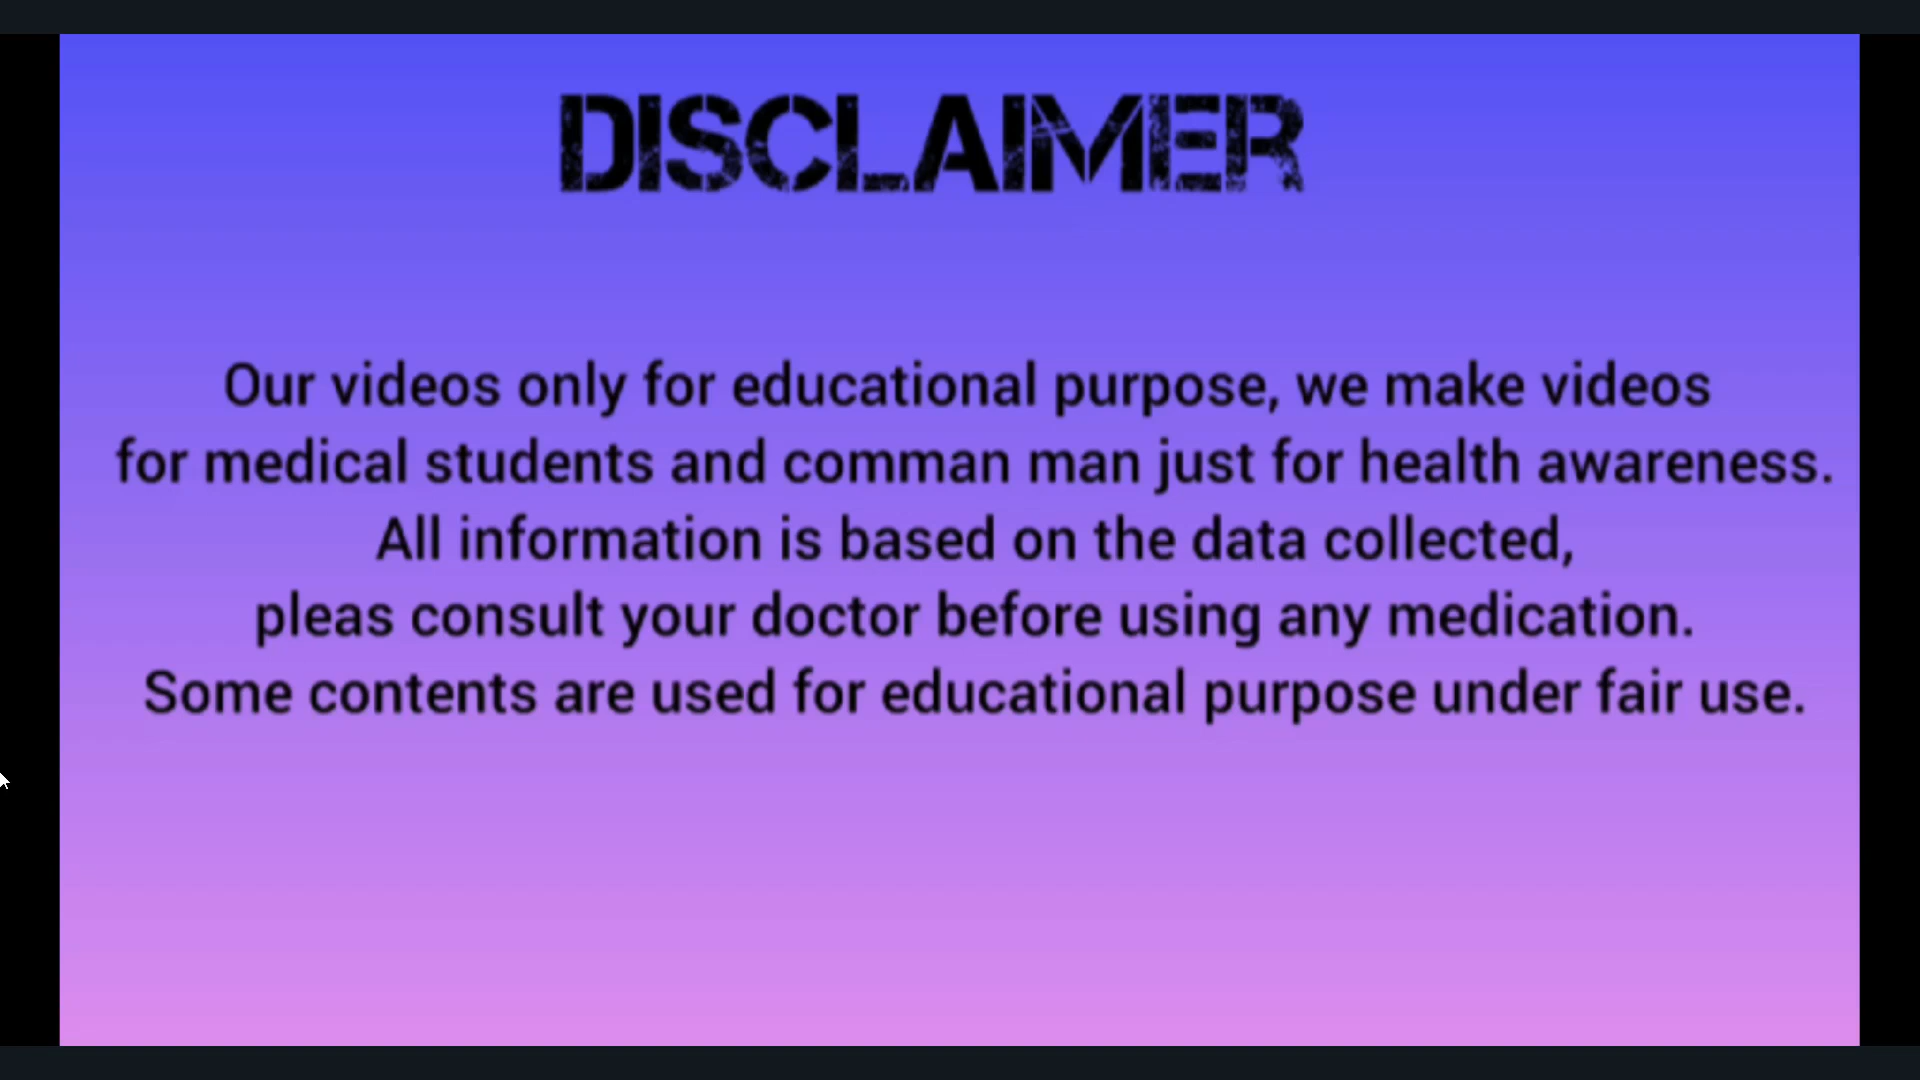 DISCLAIMER
Our videos only for educational purpose, we make videos
for medical students and comman man just for health awareness.
All information is based on the data collected,
pleas consult your doctor before using any medication.
Some contents are used for educational purpose under fair use.